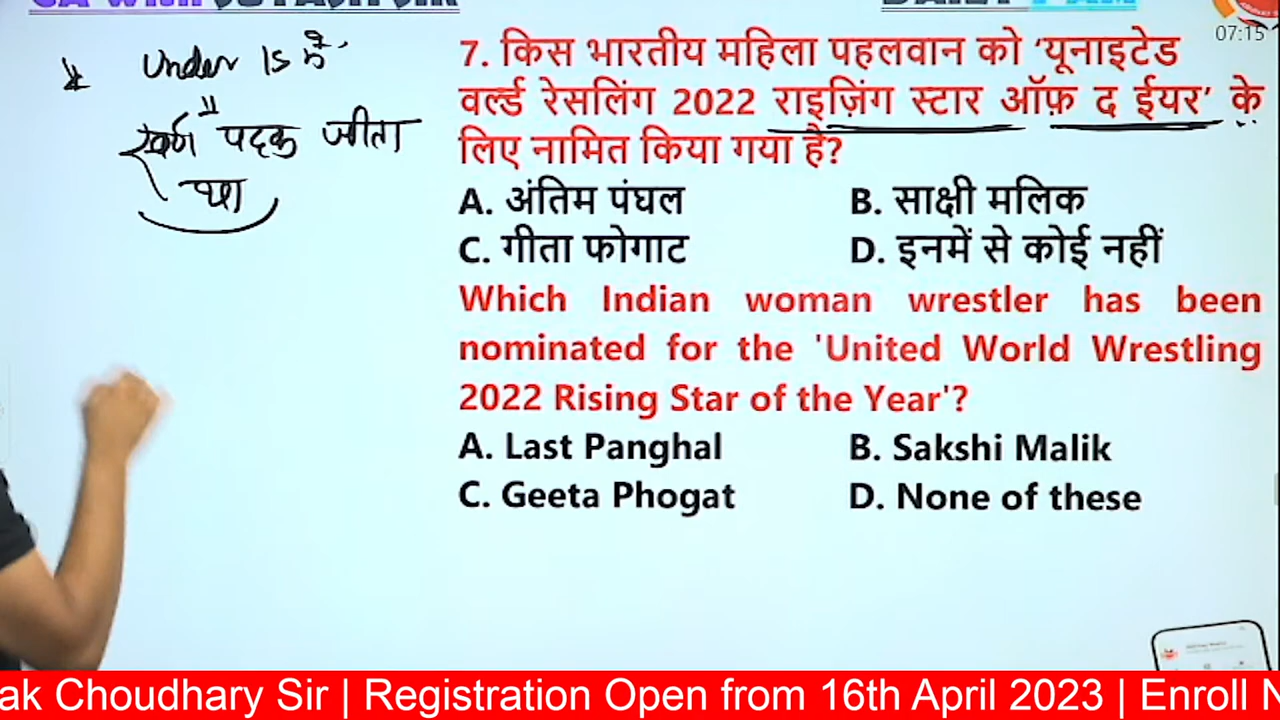 07:15
Under 15 में
स्वर्ण पदक जीता
था
7. किस भारतीय महिला पहलवान को ‘यूनाइटेड
वर्ल्ड रेसलिंग 2022 राइज़िंग स्टार ऑफ़ द ईयर’ के
लिए नामित किया गया है?
A. अंतिम पंघल B. साक्षी मलिक
C. गीता फोगाट D. इनमें से कोई नहीं
Which Indian woman wrestler has been
nominated for the 'United World Wrestling
2022 Rising Star of the Year'?
A. Last Panghal B. Sakshi Malik
C. Geeta Phogat D. None of these
ak Choudhary Sir | Registration Open from 16th April 2023 | Enroll N